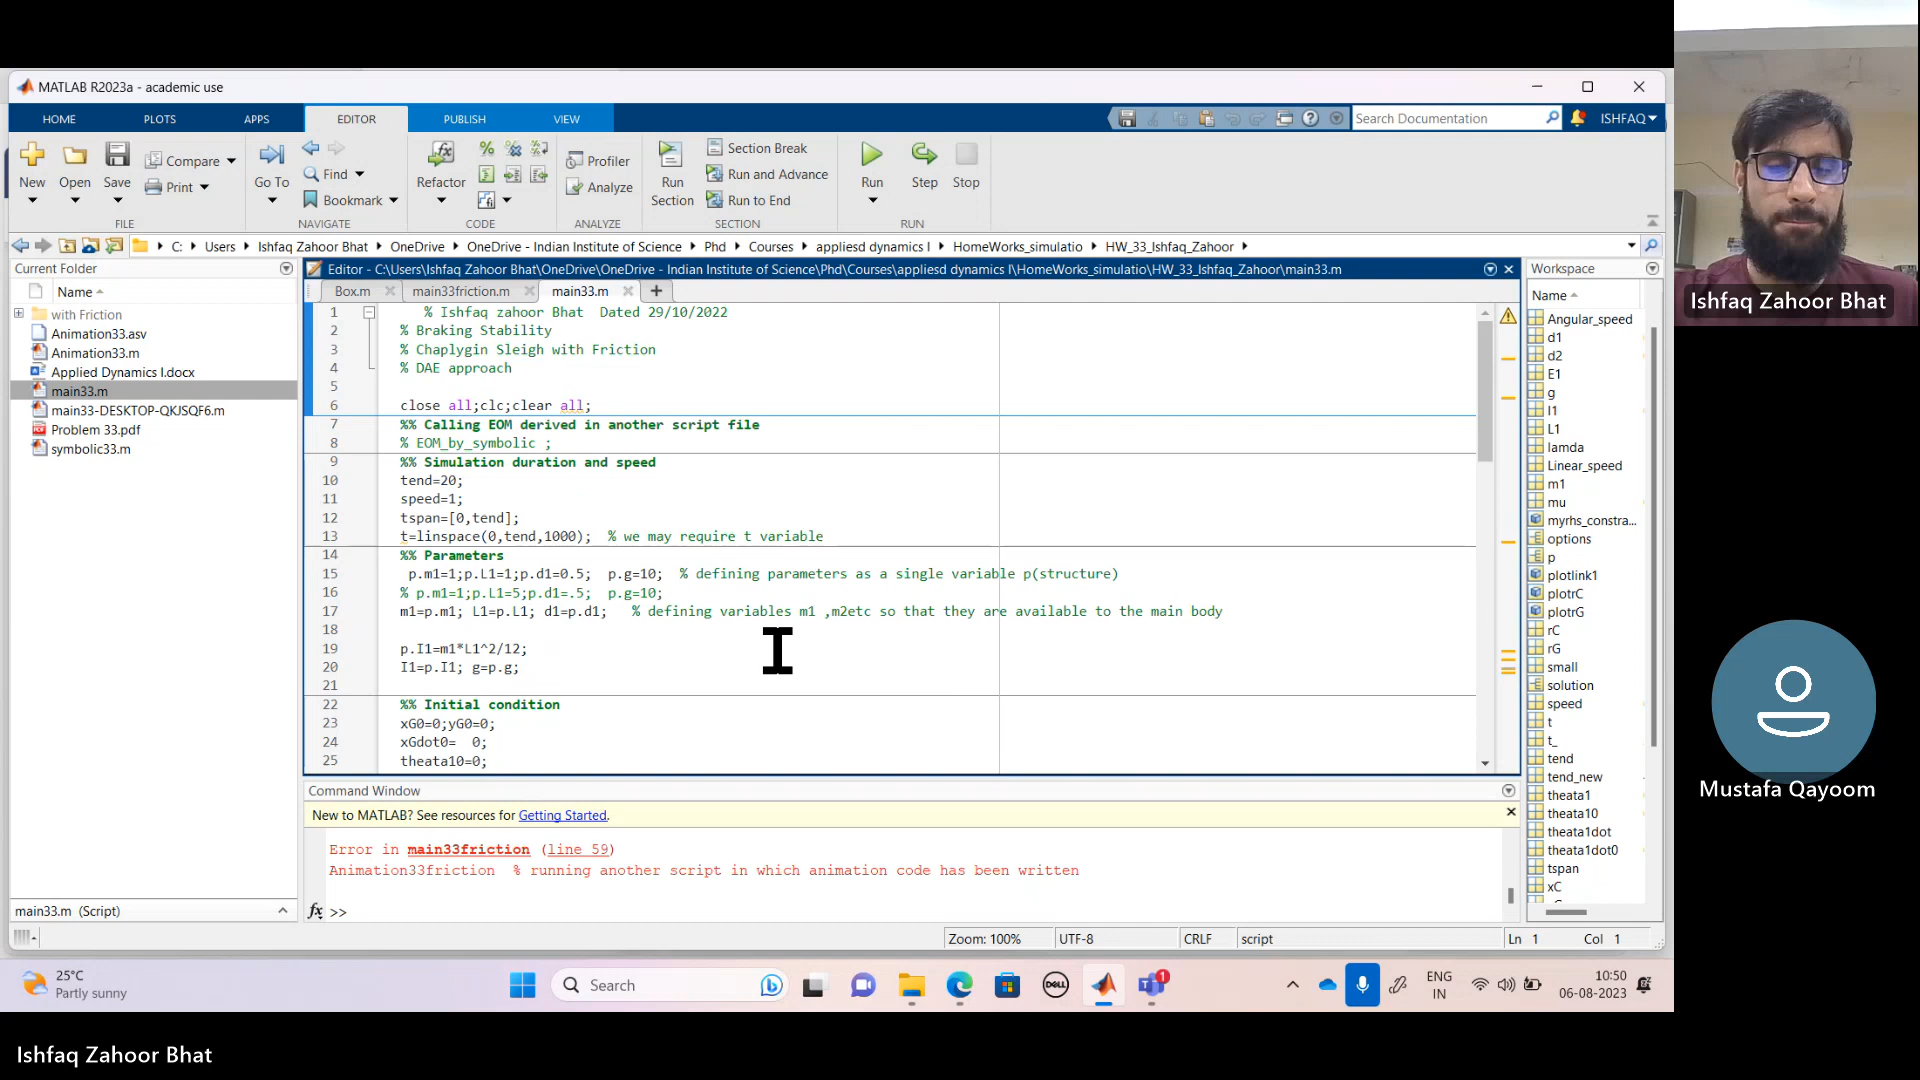 MATLAB R2023a - academic use
HOME PLOTS APPS EDITOR PUBLISH VIEW
Search Documentation ISHFAQ
New Open Save Compare Print
Go To Find Bookmark
Refactor
Profiler Analyze
Run Section Section Break Run and Advance Run to End
Run Step Stop
FILE NAVIGATE CODE ANALYZE SECTION RUN
C: Users Ishfaq Zahoor Bhat OneDrive OneDrive - Indian Institute of Science Phd Courses appliesd dynamics I HomeWorks_simulatio HW_33_Ishfaq_Zahoor
Current Folder
Name
with Friction
Animation33.asv
Animation33.m
Applied Dynamics I.docx
main33.m
main33-DESKTOP-QKJSQF6.m
Problem 33.pdf
symbolic33.m
main33.m (Script)
Editor - C:\Users\Ishfaq Zahoor Bhat\OneDrive\OneDrive - Indian Institute of Science\Phd\Courses\appliesd dynamics I\HomeWorks_simulatio\HW_33_Ishfaq_Zahoor\main33.m
Box.m main33friction.m main33.m
1 % Ishfaq zahoor Bhat Dated 29/10/2022
2 % Braking Stability
3 % Chaplygin Sleigh with Friction
4 % DAE approach
5
6 close all;clc;clear all;
7 %% Calling EOM derived in another script file
8 % EOM_by_symbolic ;
9 %% Simulation duration and speed
10 tend=20;
11 speed=1;
12 tspan=[0,tend];
13 t=linspace(0,tend,1000); % we may require t variable
14 %% Parameters
15 p.m1=1;p.L1=1;p.d1=0.5; p.g=10; % defining parameters as a single variable p(structure)
16 % p.m1=1;p.L1=5;p.d1=.5; p.g=10;
17 m1=p.m1; L1=p.L1; d1=p.d1; % defining variables m1 ,m2etc so that they are available to the main body
18
19 p.I1=m1*L1^2/12;
20 I1=p.I1; g=p.g;
21
22 %% Initial condition
23 xG0=0;yG0=0;
24 xGdot0= 0;
25 theata10=0;
Command Window
New to MATLAB? See resources for Getting Started.
Error in main33friction (line 59)
Animation33friction % running another script in which animation code has been written
fx >>
Zoom: 100% UTF-8 CRLF script Ln 1 Col 1
Workspace
Name
Angular_speed
d1
d2
E1
g
I1
L1
lamda
Linear_speed
m1
mu
myrhs_constra...
options
p
plotlink1
plotrC
plotrG
rC
rG
small
solution
speed
t
t_
tend
tend_new
theata1
theata10
theata1dot
theata1dot0
tspan
xC
25°C
Partly sunny
Search
DELL
1
ENG
IN
10:50
06-08-2023
Ishfaq Zahoor Bhat
Mustafa Qayoom
Ishfaq Zahoor Bhat